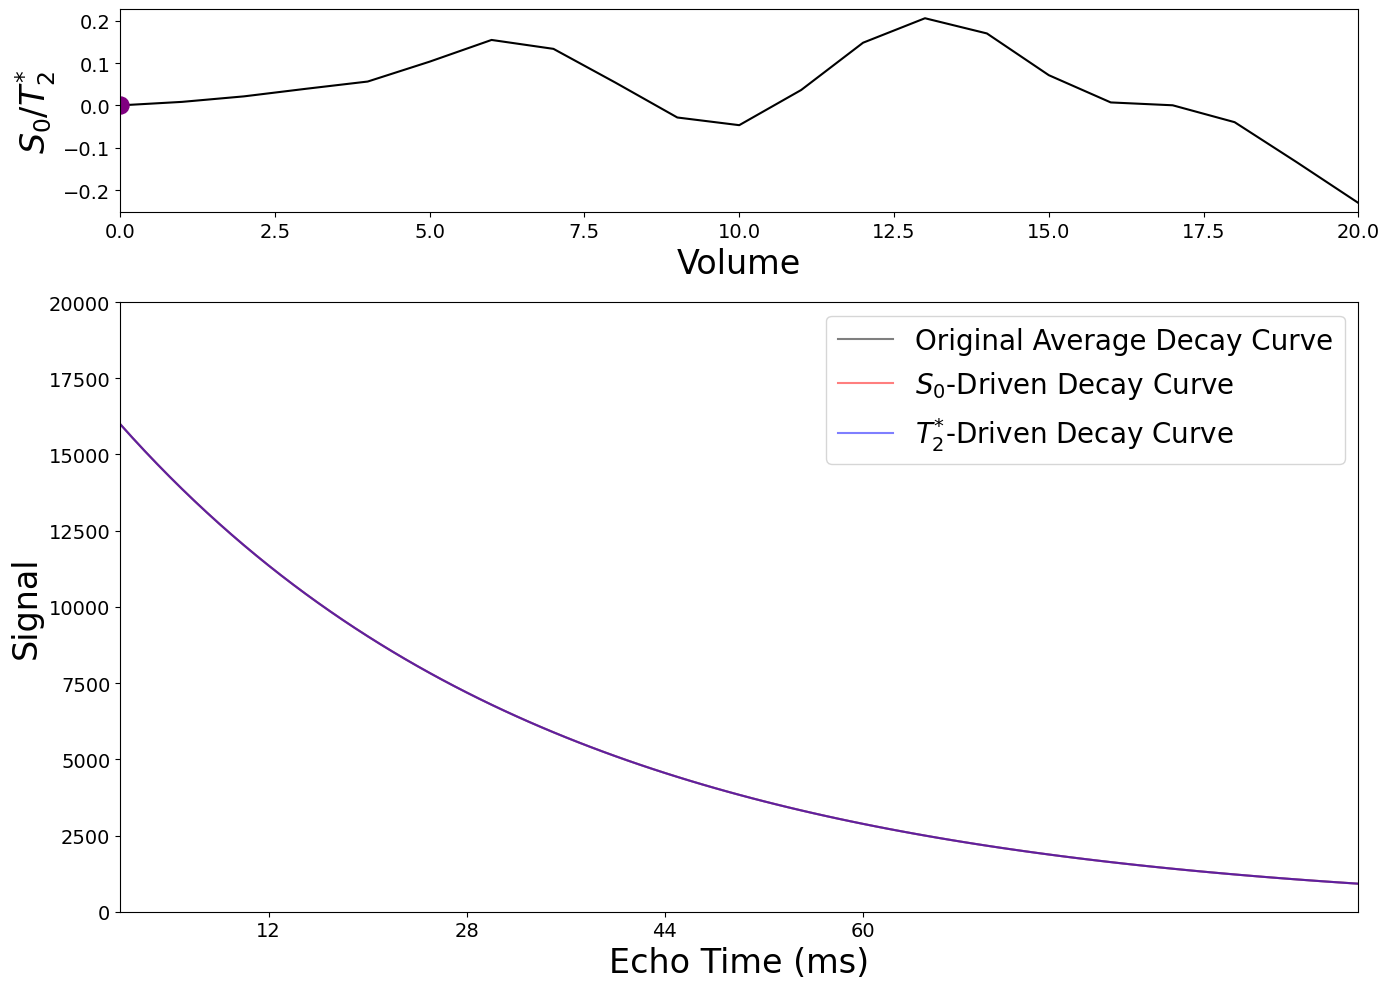 0.2
0.1
0.0
−0.1
−0.2
S₀/T₂*
0.0 2.5 5.0 7.5 10.0 12.5 15.0 17.5 20.0
Volume
20000
17500
15000
12500
10000
7500
5000
2500
0
Signal
Original Average Decay Curve
S₀-Driven Decay Curve
T₂*-Driven Decay Curve
12 28 44 60
Echo Time (ms)